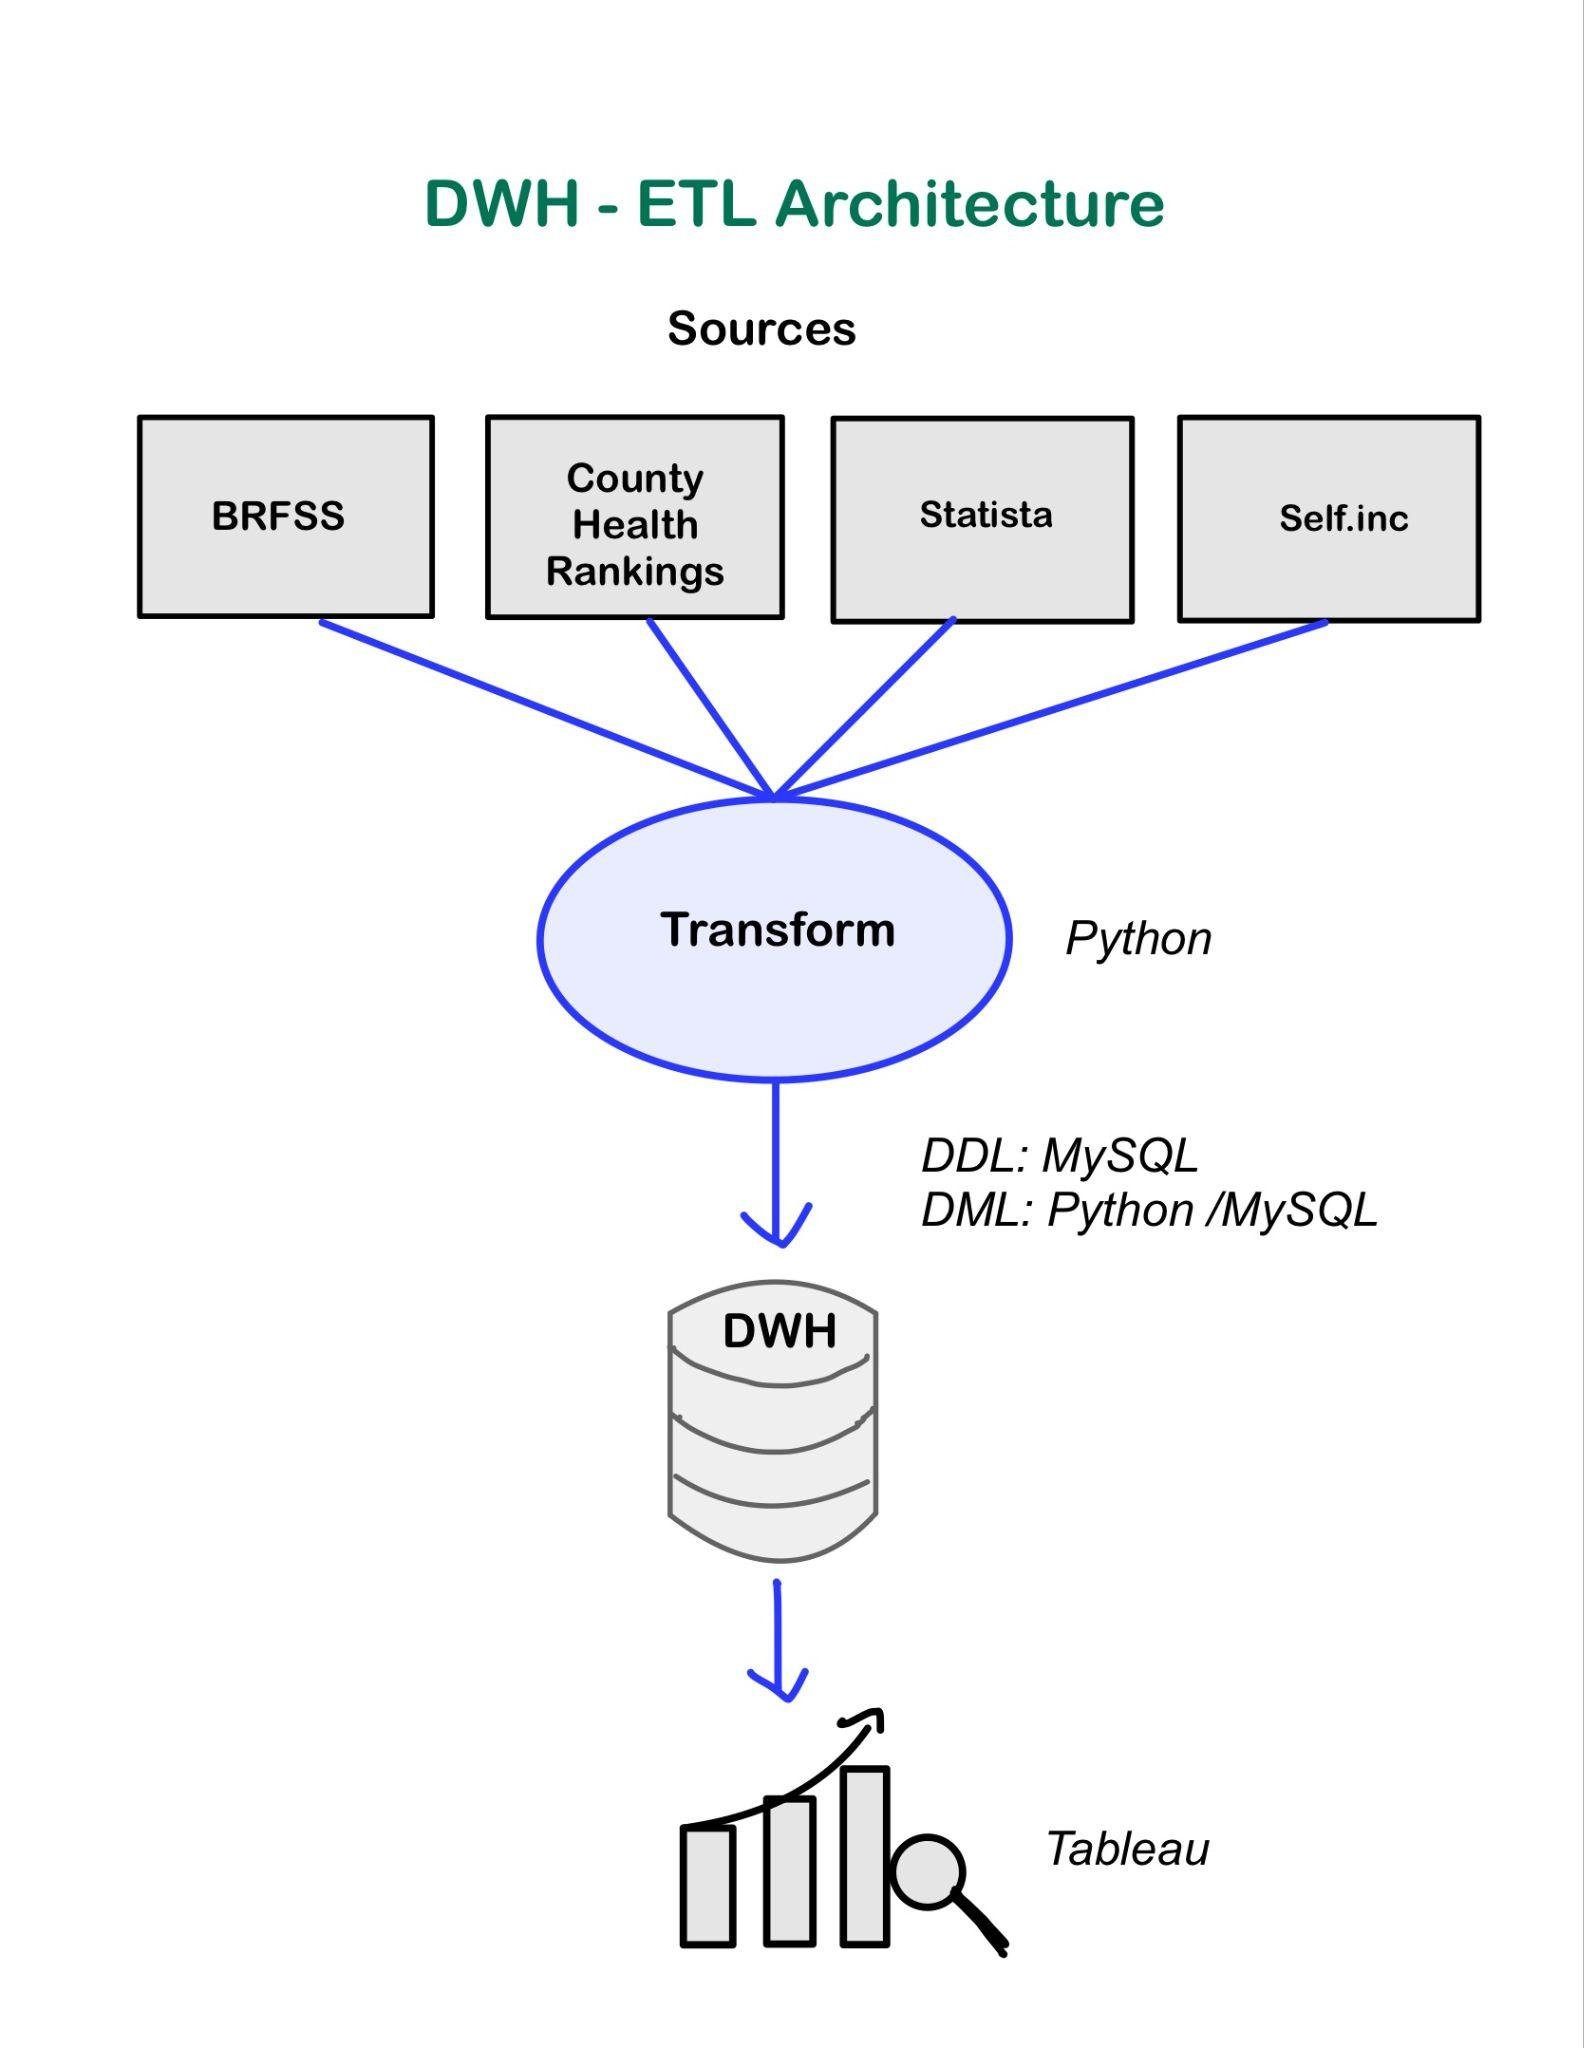 DWH - ETL Architecture
Sources
BRFSS
County
Health
Rankings
Statista
Self.inc
Transform
Python
DDL: MySQL
DML: Python /MySQL
DWH
Tableau